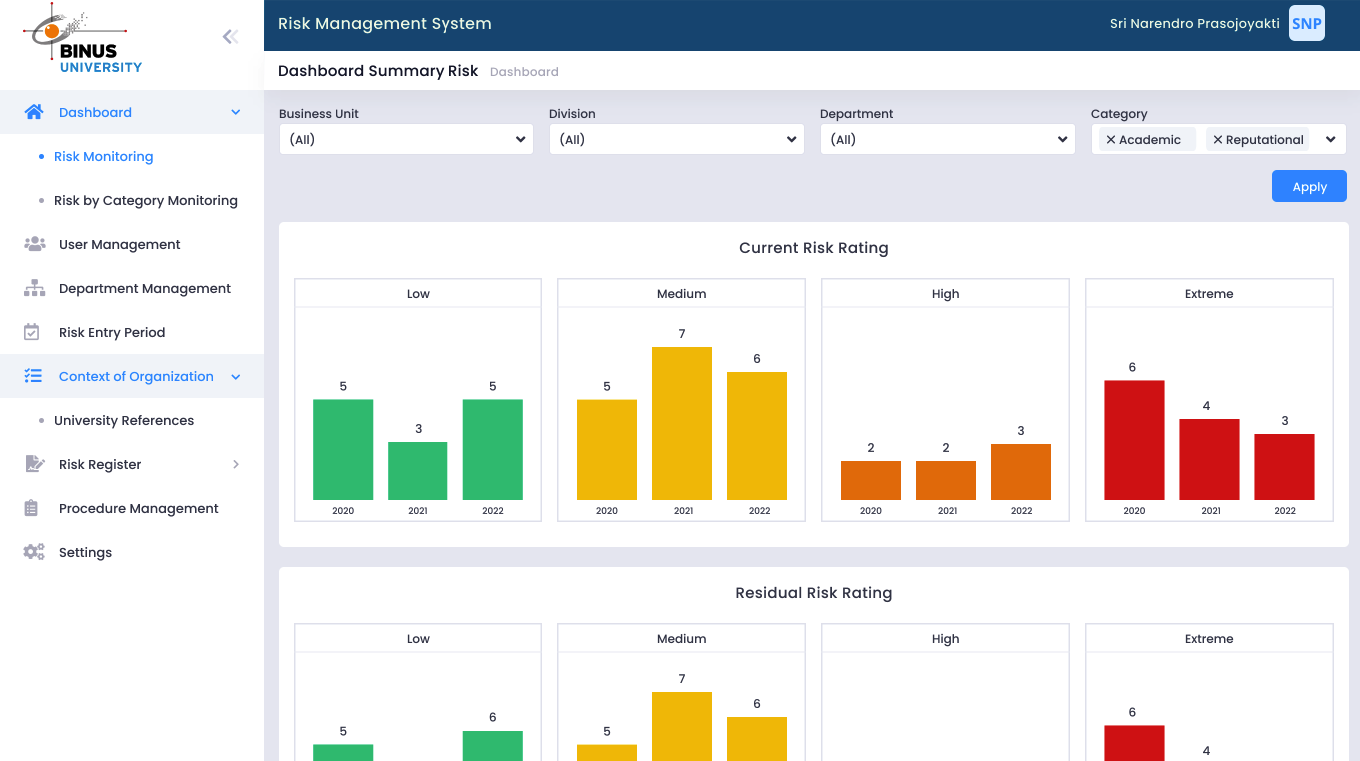 BINUS
UNIVERSITY
Risk Management System
Sri Narendro Prasojoyakti
SNP
Dashboard Summary Risk
Dashboard
Dashboard
Risk Monitoring
Risk by Category Monitoring
User Management
Department Management
Risk Entry Period
Context of Organization
University References
Risk Register
Procedure Management
Settings
Business Unit
Division
Department
Category
(All)
(All)
(All)
Academic
Reputational
Apply
Current Risk Rating
Low
5
3
5
2020
2021
2022
Medium
5
7
6
2020
2021
2022
High
2
2
3
2020
2021
2022
Extreme
6
4
3
2020
2021
2022
Residual Risk Rating
Low
5
6
Medium
5
7
6
High
Extreme
6
4